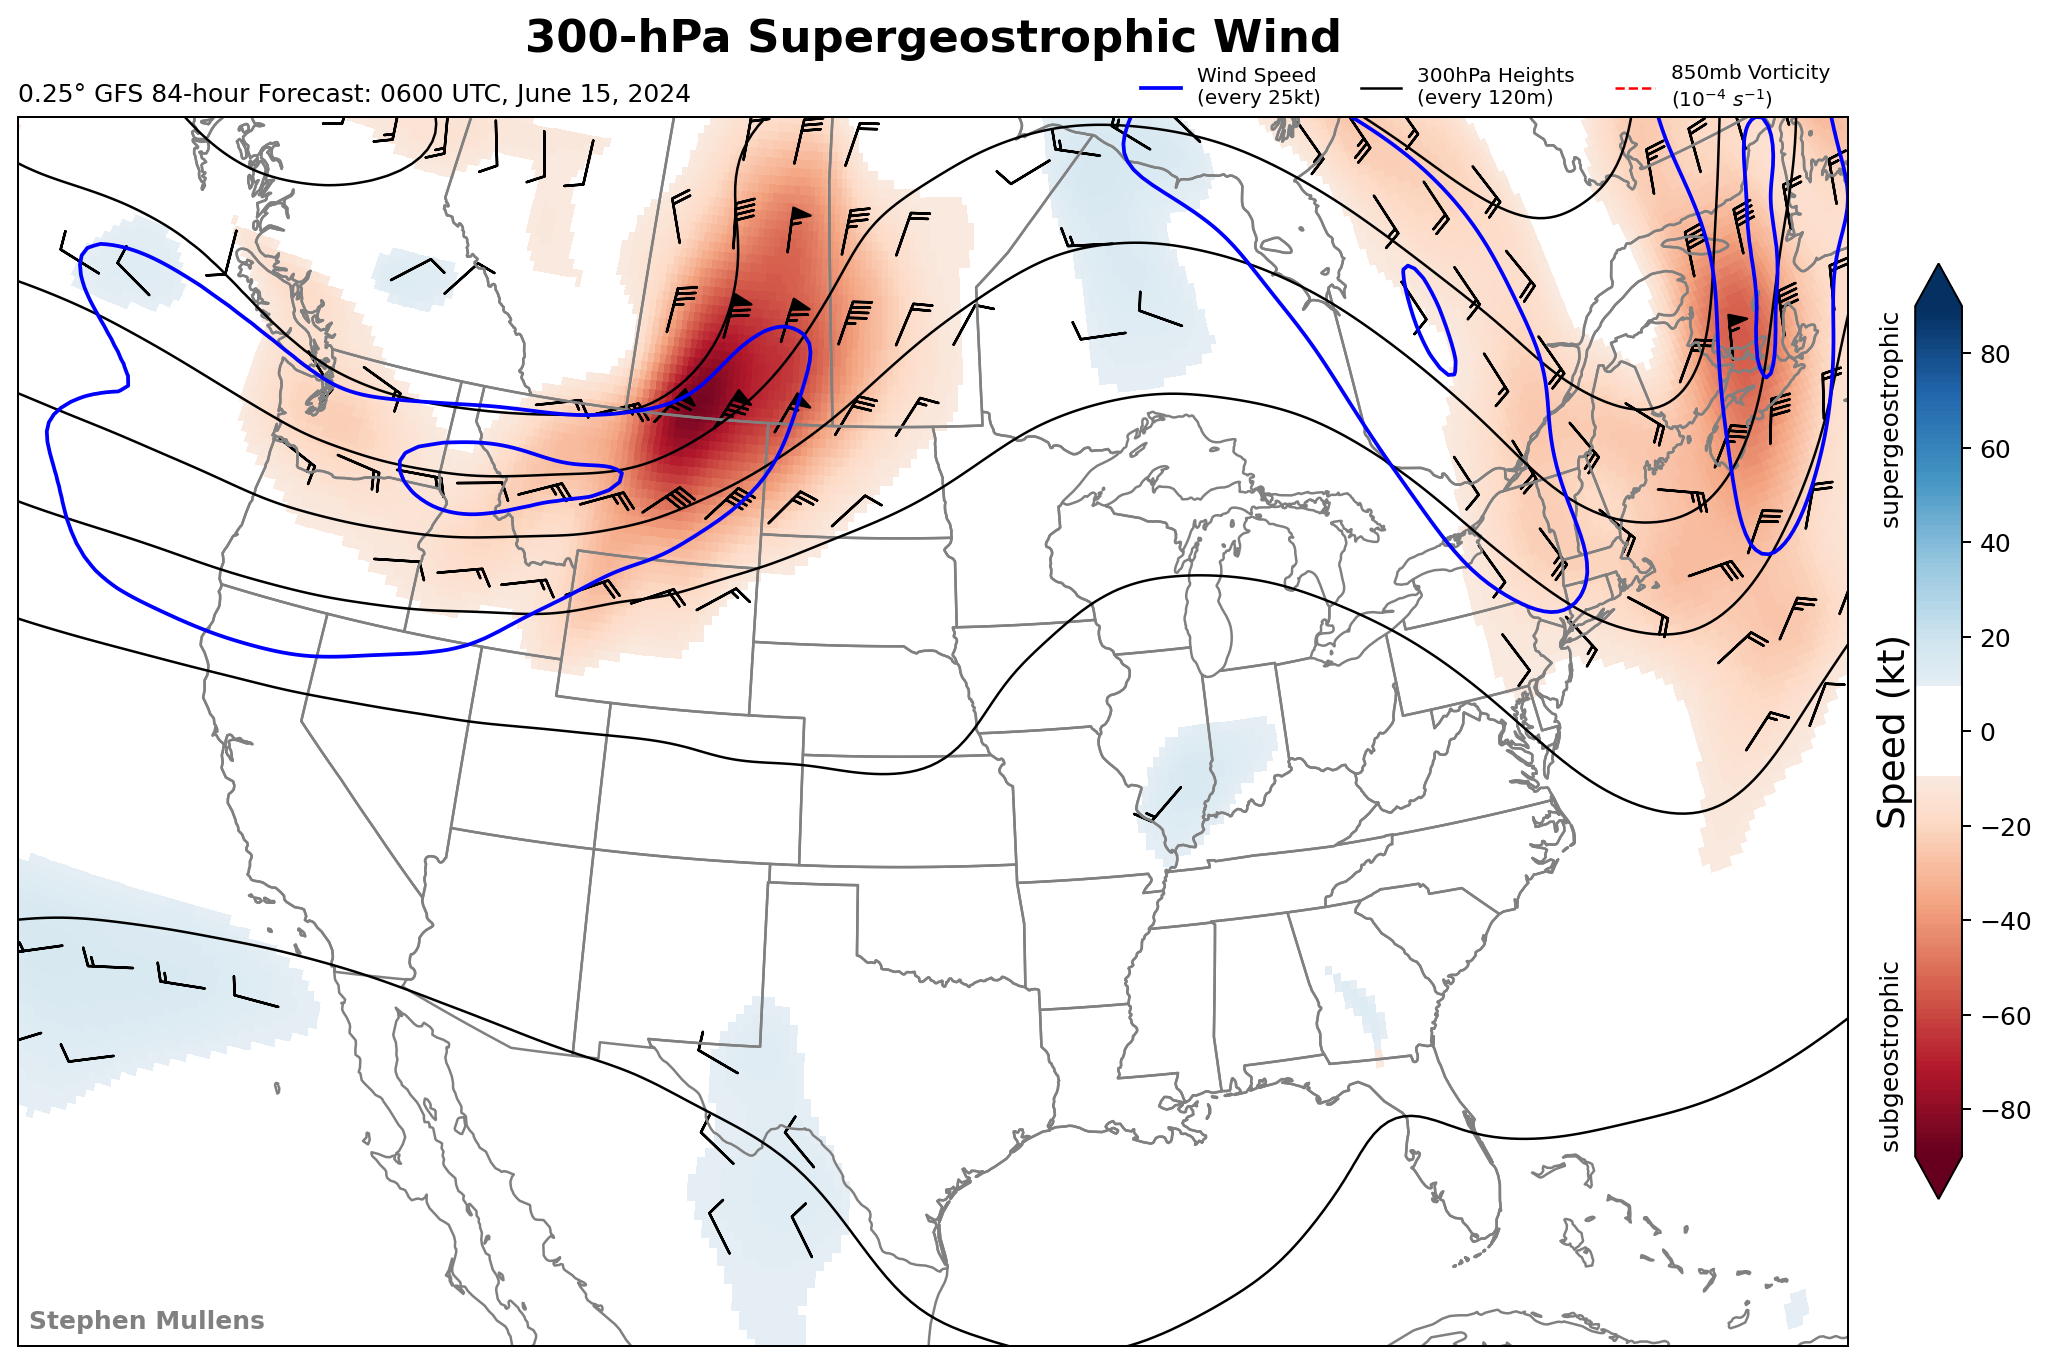 300-hPa Supergeostrophic Wind
0.25° GFS 84-hour Forecast: 0600 UTC, June 15, 2024
Wind Speed
(every 25kt)
300hPa Heights
(every 120m)
850mb Vorticity
(10⁻⁴ s⁻¹)
supergeostrophic
Speed (kt)
subgeostrophic
80
60
40
20
0
−20
−40
−60
−80
Stephen Mullens